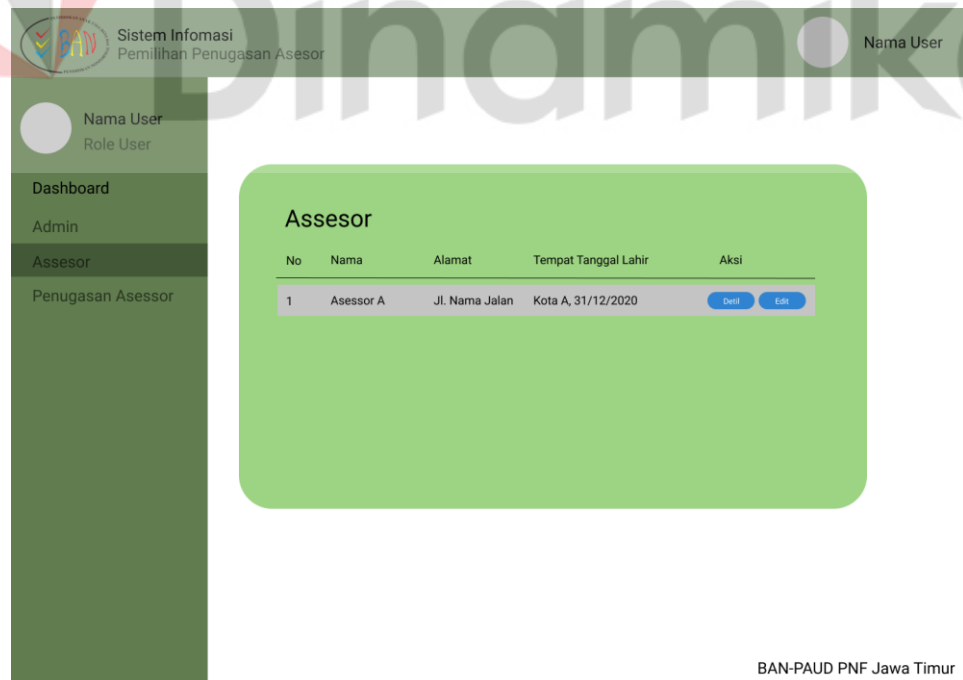 Dinamika
BAN
Sistem Infomasi
Pemilihan Penugasan Asesor
Nama User
Nama User
Role User
Dashboard
Admin
Assesor
Penugasan Asessor
Assesor
No Nama Alamat Tempat Tanggal Lahir Aksi
1 Asessor A Jl. Nama Jalan Kota A, 31/12/2020 Detil Edit
BAN-PAUD PNF Jawa Timur